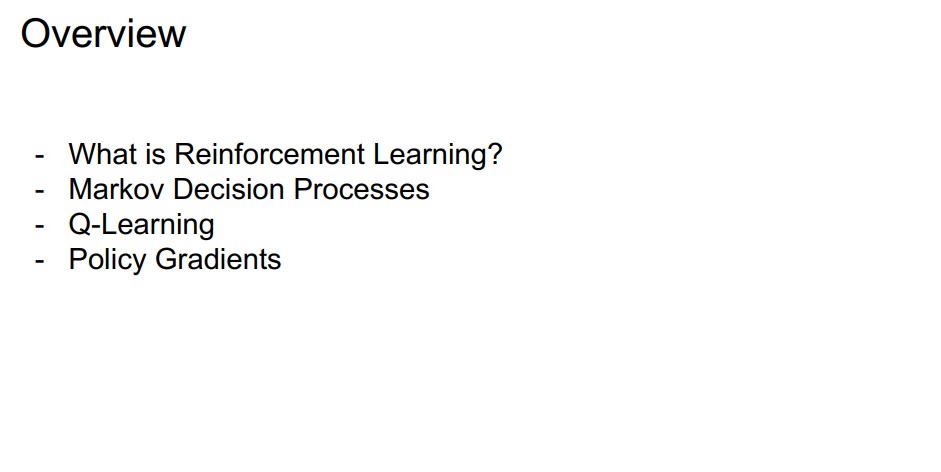 Overview
- What is Reinforcement Learning?
- Markov Decision Processes
- Q-Learning
- Policy Gradients